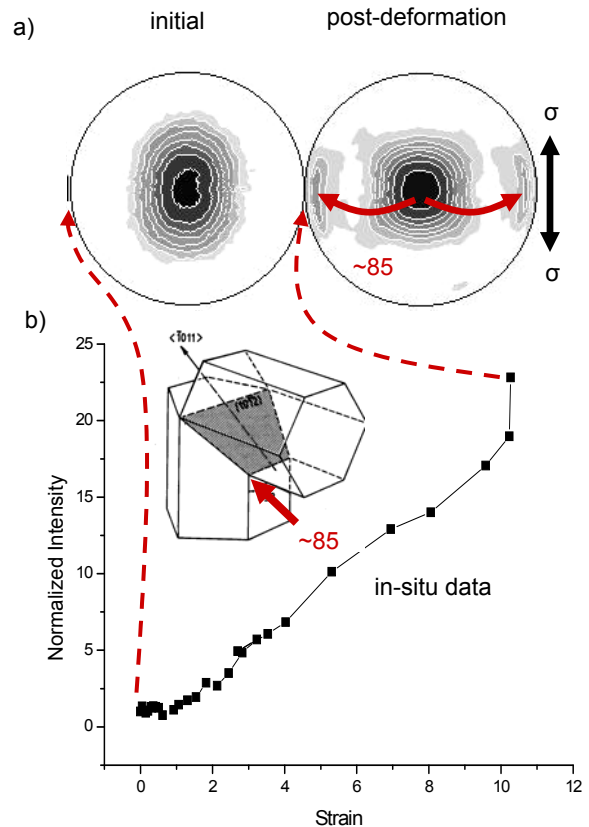 a)
initial
post-deformation
σ
~85
σ
b)
25
20
15
10
5
0
Normalized Intensity
<1̄011>
{101̄2}
~85
in-situ data
0
2
4
6
8
10
12
Strain